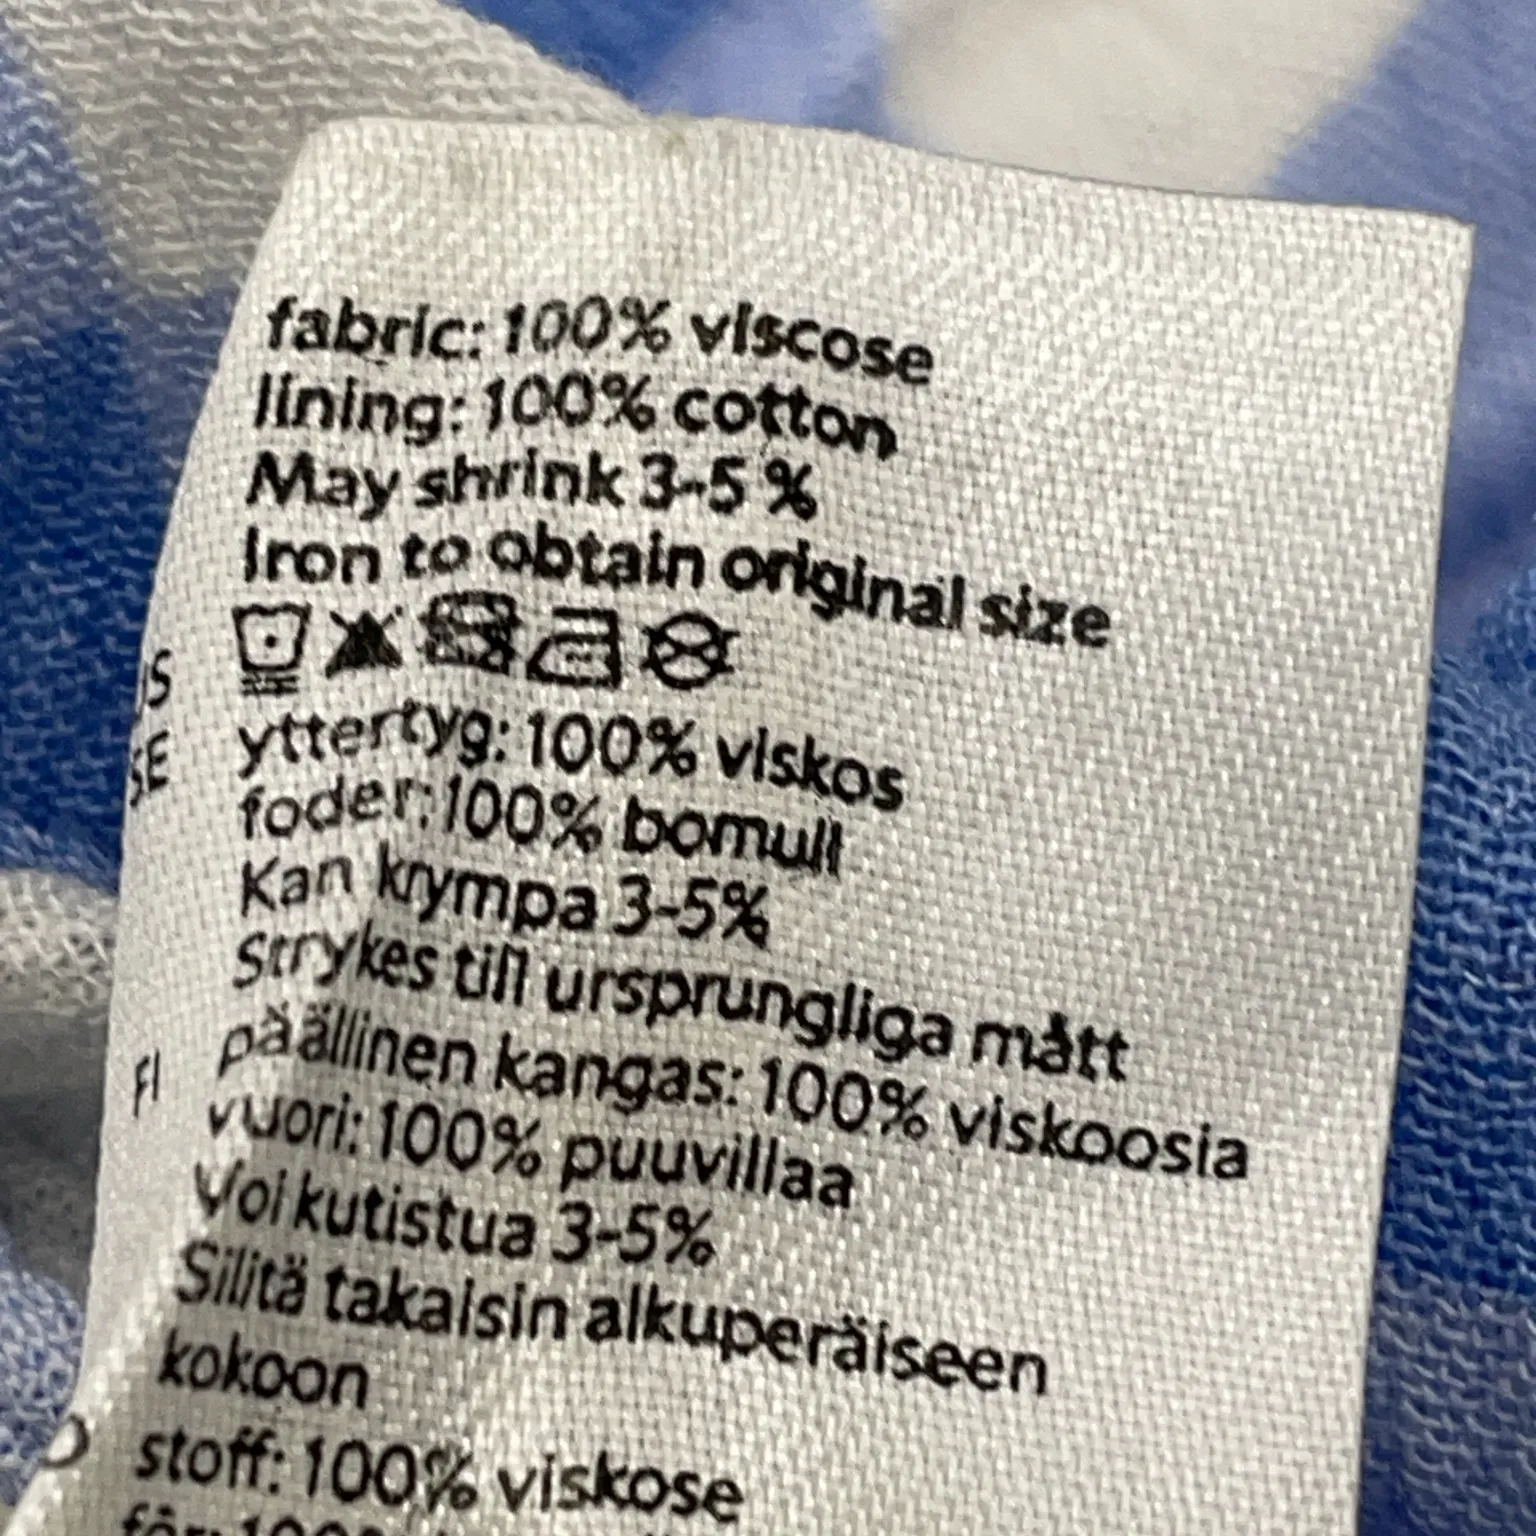 fabric: 100% viscose
lining: 100% cotton
May shrink 3-5 %
Iron to obtain original size
SE yttertyg: 100% viskos
foder: 100% bomull
Kan krympa 3-5%
Strykes till ursprungliga mått
FI päällinen kangas: 100% viskoosia
vuori: 100% puuvillaa
Voi kutistua 3-5%
Silitä takaisin alkuperäiseen
kokoon
stoff: 100% viskose